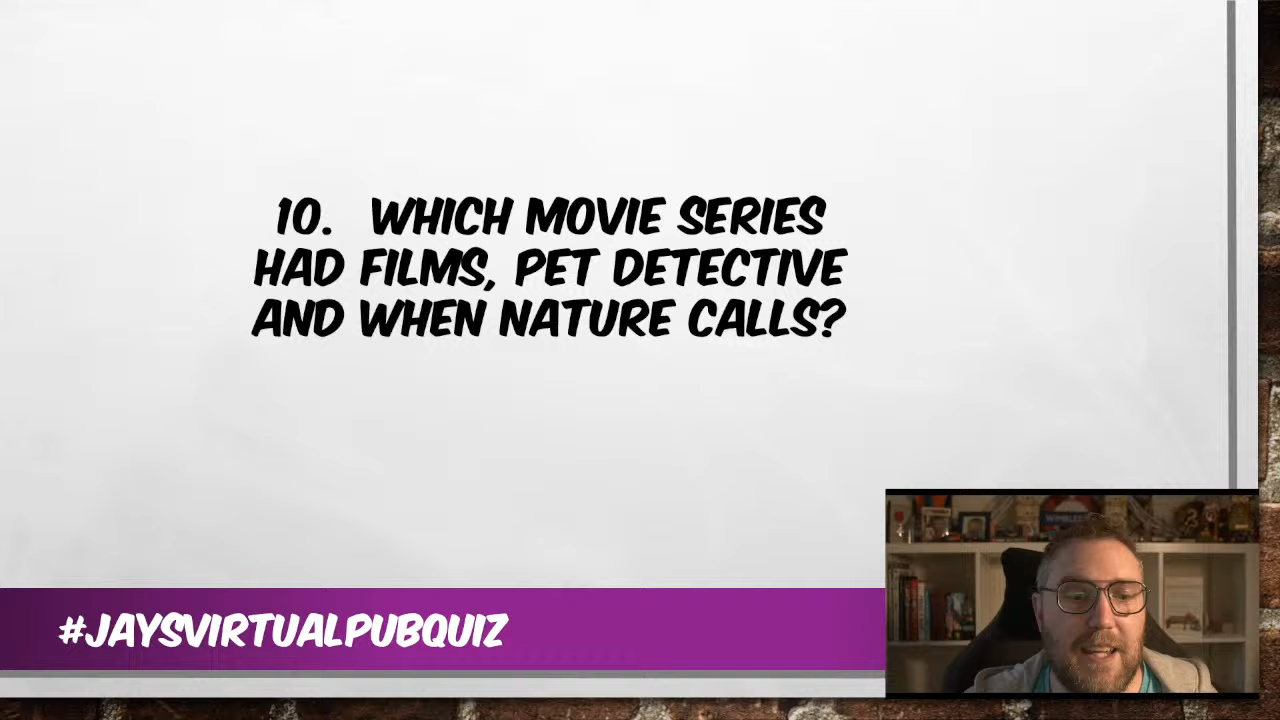 10. WHICH MOVIE SERIES
HAD FILMS, PET DETECTIVE
AND WHEN NATURE CALLS?
#JAYSVIRTUALPUBQUIZ